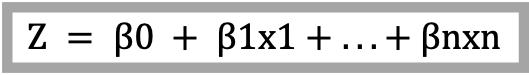 Z = β0 + β1x1 + ... + βnxn